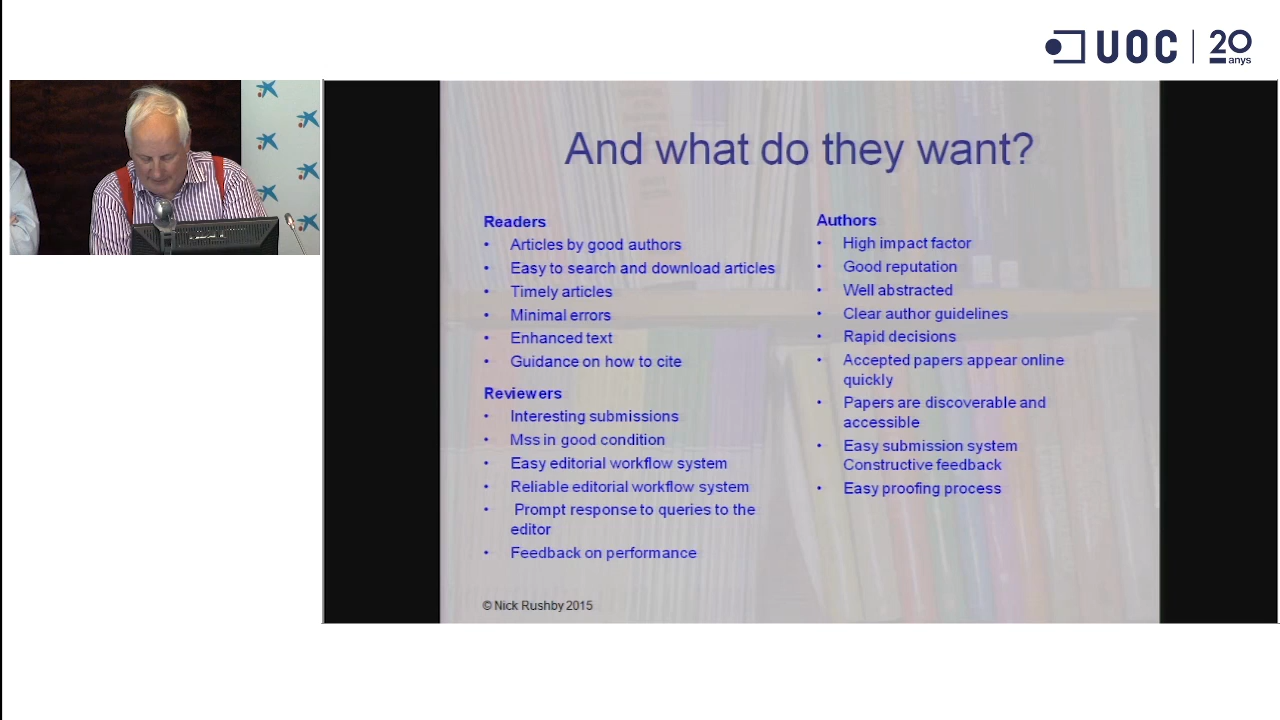 UOC
20
anys
And what do they want?
Readers
• Articles by good authors
• Easy to search and download articles
• Timely articles
• Minimal errors
• Enhanced text
• Guidance on how to cite
Reviewers
• Interesting submissions
• Mss in good condition
• Easy editorial workflow system
• Reliable editorial workflow system
• Prompt response to queries to the
editor
• Feedback on performance
Authors
• High impact factor
• Good reputation
• Well abstracted
• Clear author guidelines
• Rapid decisions
• Accepted papers appear online
quickly
• Papers are discoverable and
accessible
• Easy submission system
Constructive feedback
• Easy proofing process
© Nick Rushby 2015